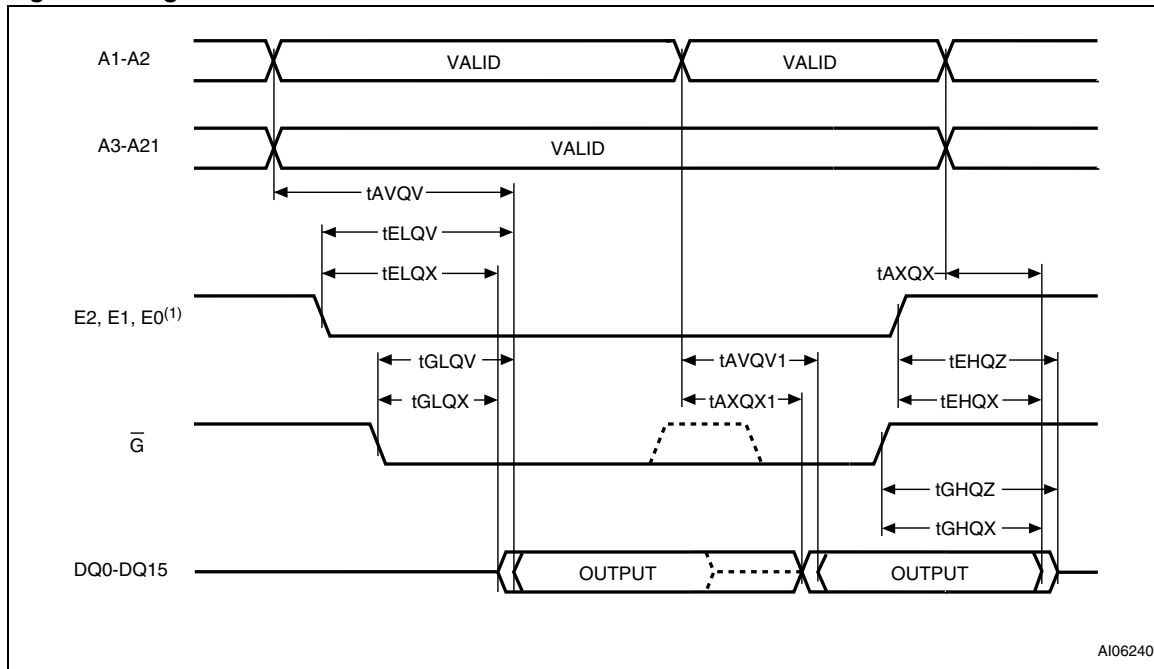 A1-A2
VALID
VALID
A3-A21
VALID
tAVQV
tELQV
tELQX
tAXQX
E2, E1, E0(1)
tGLQV
tAVQV1
tEHQZ
tGLQX
tAXQX1
tEHQX
G
tGHQZ
tGHQX
DQ0-DQ15
OUTPUT
OUTPUT
AI06240